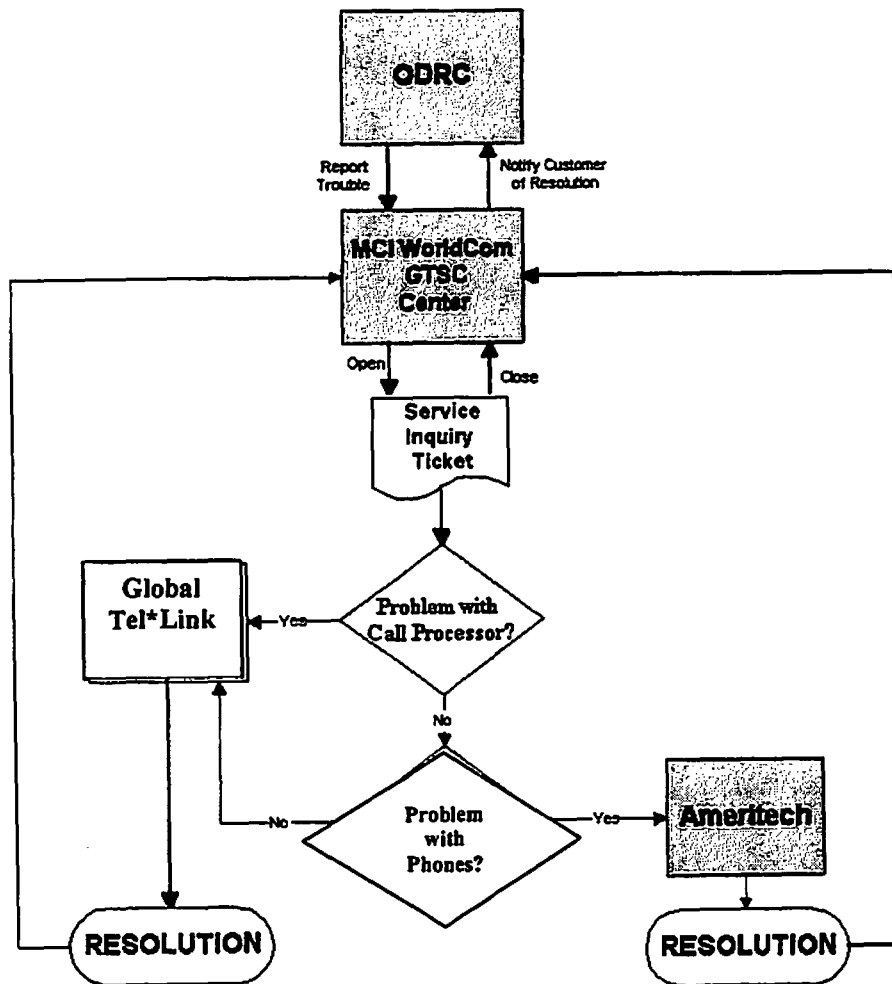 ODRC
Report
Trouble
Notify Customer
of Resolution
MCI WorldCom
GTSC
Center
Open
Close
Service
Inquiry
Ticket
Global
Tel*Link
Yes
Problem with
Call Processor?
No
No
Problem
with
Phones?
Yes
Ameritech
RESOLUTION
RESOLUTION